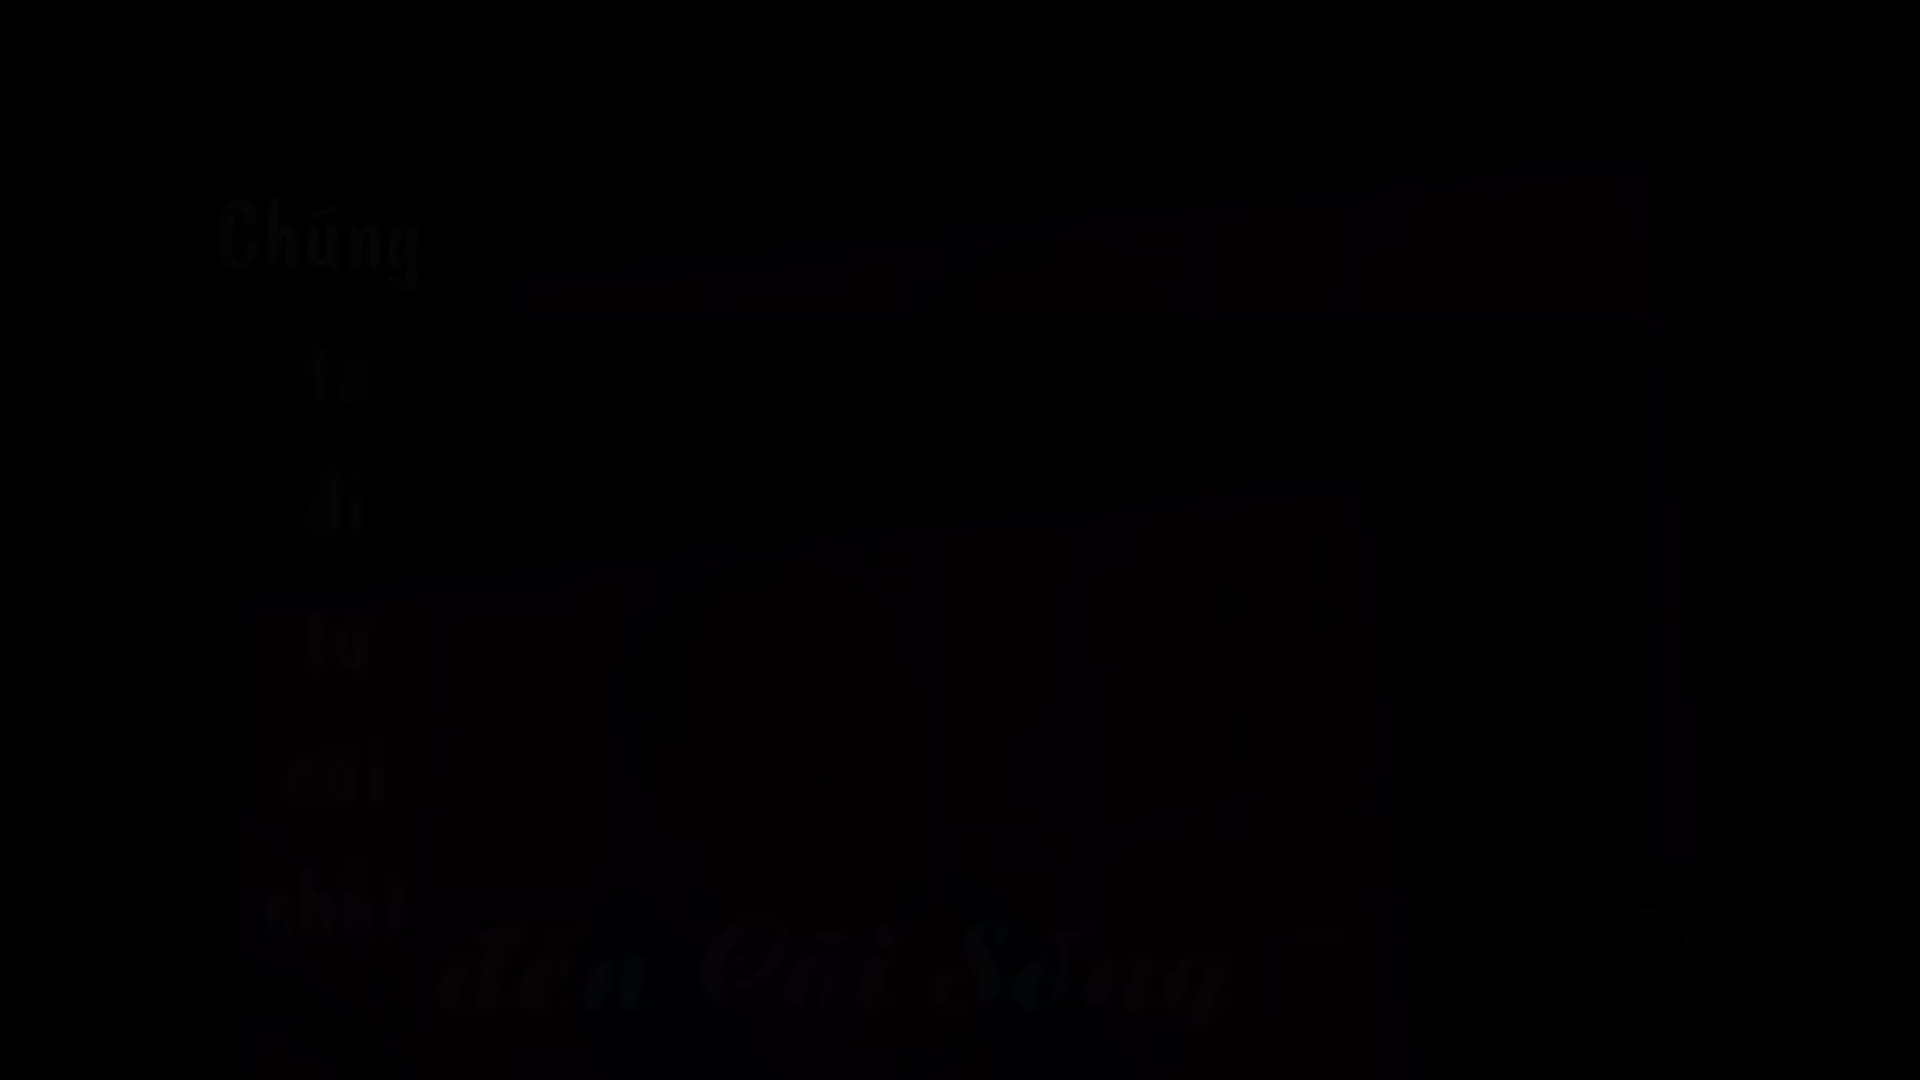 Chúng
ta
đi
từ
cõi
chết
đến Cõi Sống